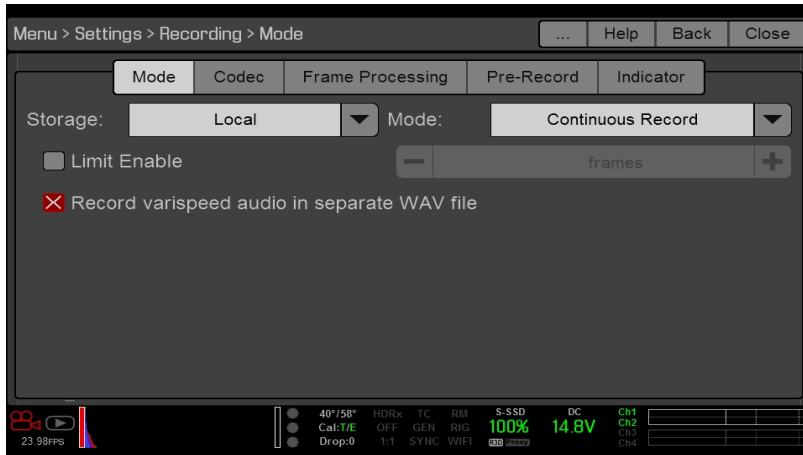 Menu > Settings > Recording > Mode ... Help Back Close
Mode Codec Frame Processing Pre-Record Indicator
Storage: Local Mode: Continuous Record
Limit Enable frames
Record varispeed audio in separate WAV file
40°/58° HDRx TC RM S-SSD DC Ch1
Cal:T/E OFF GEN RIG 100% 14.8V Ch2
23.98FPS Drop:0 1:1 SYNC WIFI R3D Proxy Ch3
Ch4